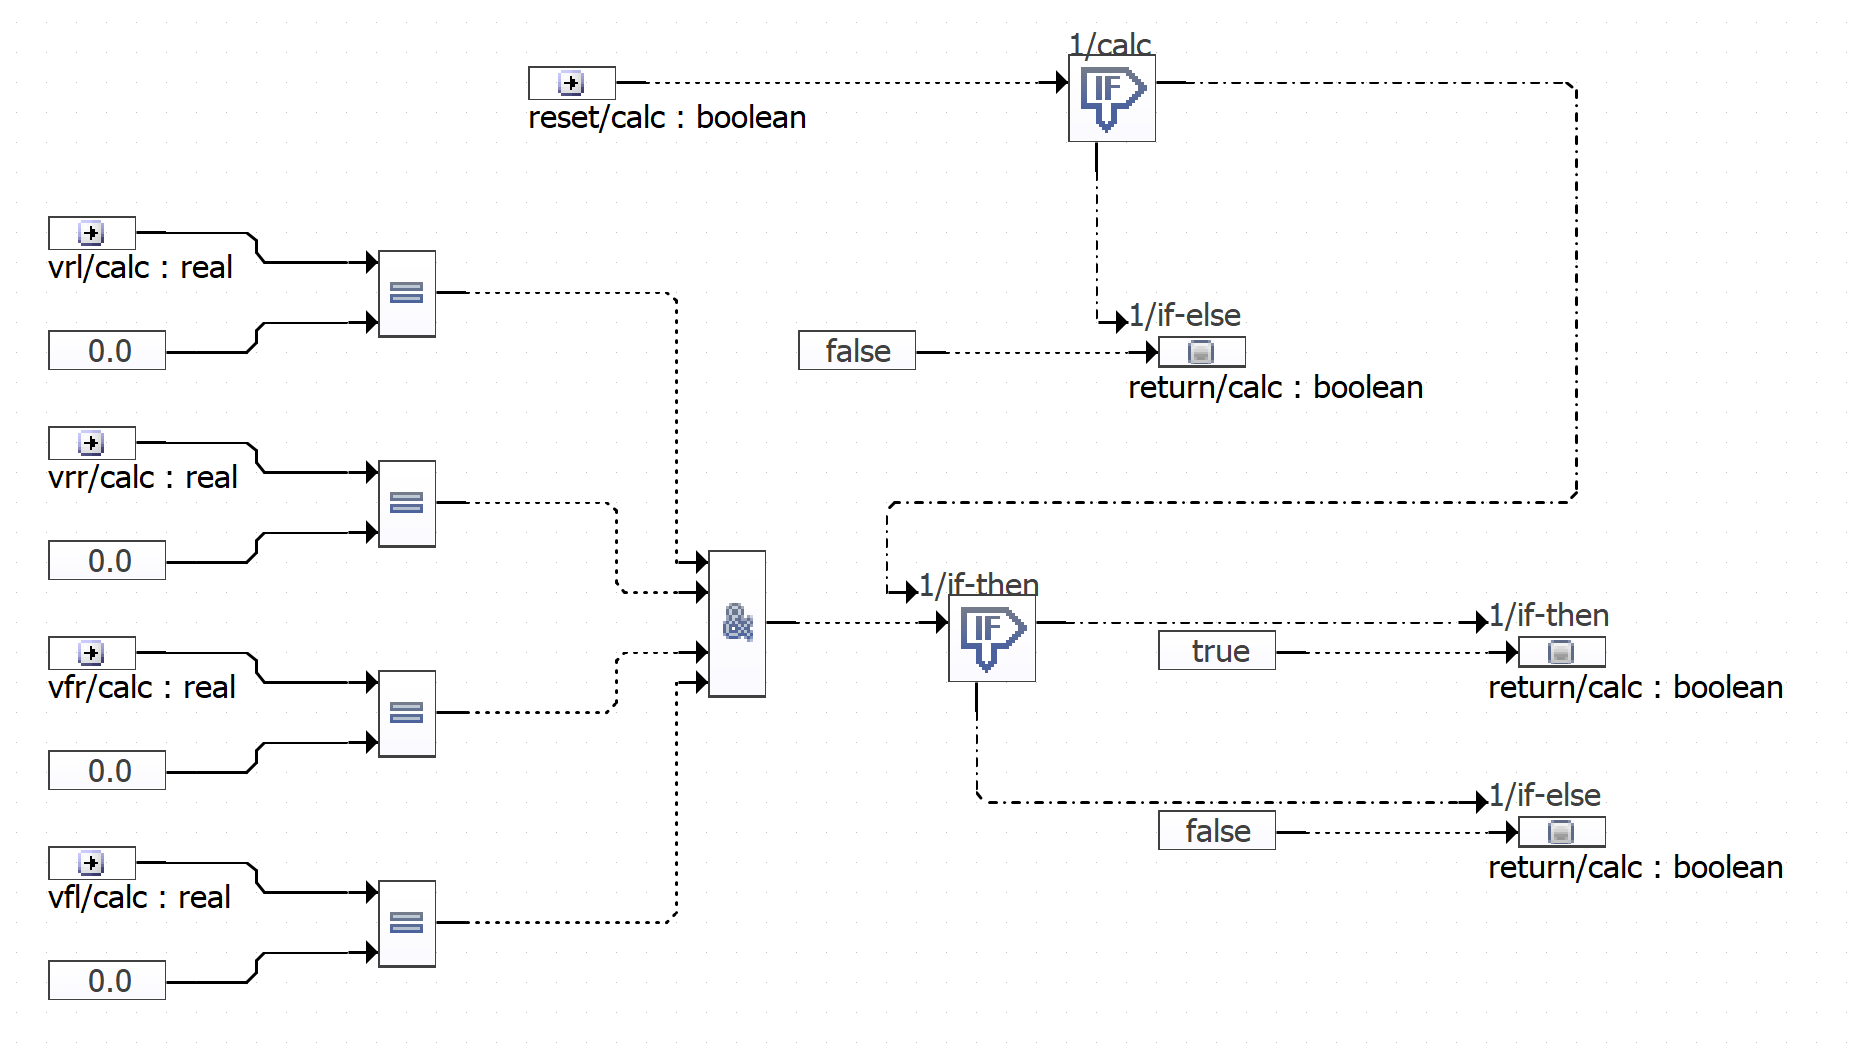 1/calc
IF
reset/calc : boolean
vrl/calc : real
0.0
1/if-else
false
return/calc : boolean
vrr/calc : real
0.0
1/if-then
&
IF
1/if-then
true
return/calc : boolean
vfr/calc : real
0.0
1/if-else
false
return/calc : boolean
vfl/calc : real
0.0